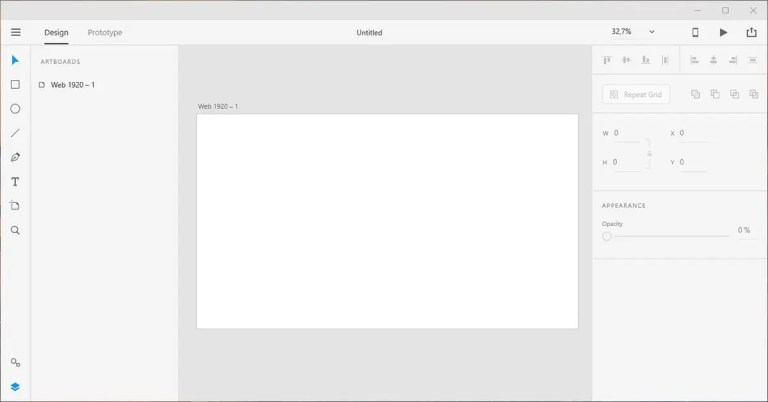 Design Prototype Untitled 32,7%
ARTBOARDS
Web 1920 – 1
Web 1920 – 1
T
Repeat Grid
W 0 X 0
H 0 Y 0
APPEARANCE
Opacity
0 %